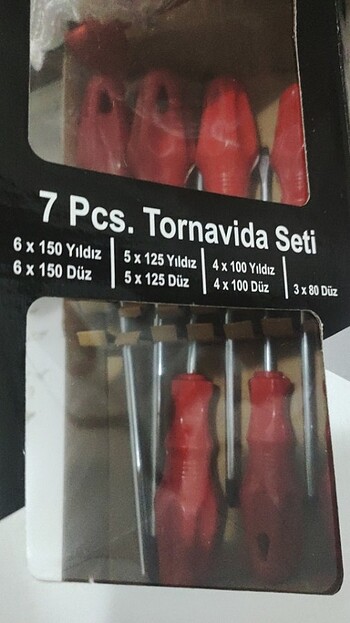 7 Pcs. Tornavida Seti
6 x 150 Yıldız
6 x 150 Düz
5 x 125 Yıldız
5 x 125 Düz
4 x 100 Yıldız
4 x 100 Düz
3 x 80 Düz